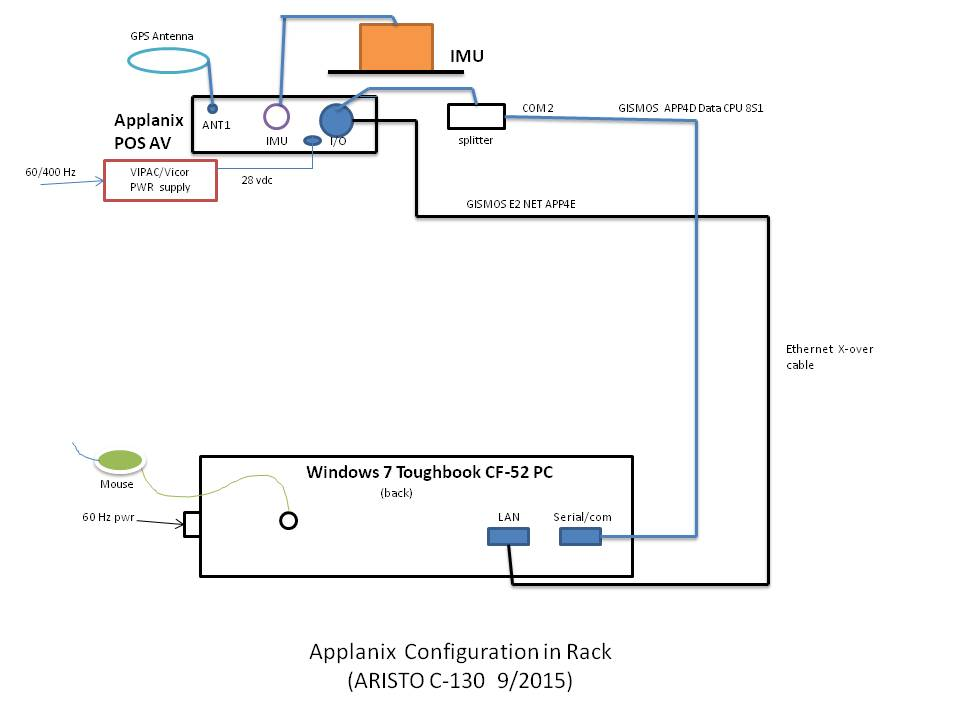 GPS Antenna
IMU
Applanix
POS AV
ANT1
IMU
I/O
COM 2
GISMOS APP4D Data CPU 8S1
splitter
60/400 Hz
VIPAC/Vicor
PWR supply
28 vdc
GISMOS E2 NET APP4E
Ethernet X-over
cable
Windows 7 Toughbook CF-52 PC
(back)
Mouse
60 Hz pwr
LAN
Serial/com
Applanix Configuration in Rack
(ARISTO C-130 9/2015)